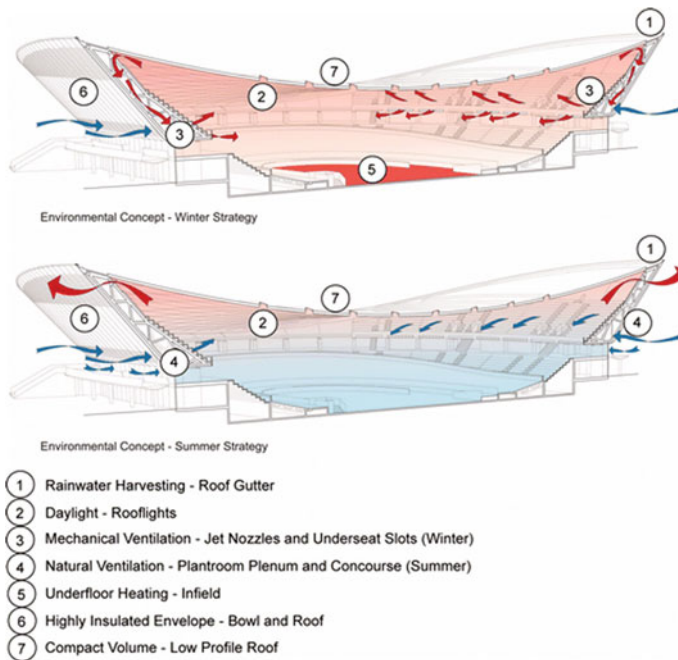 1
7
6
2
3
3
5
Environmental Concept - Winter Strategy
1
7
6
2
4
4
Environmental Concept - Summer Strategy
1 Rainwater Harvesting - Roof Gutter
2 Daylight - Rooflights
3 Mechanical Ventilation - Jet Nozzles and Underseat Slots (Winter)
4 Natural Ventilation - Plantroom Plenum and Concourse (Summer)
5 Underfloor Heating - Infield
6 Highly Insulated Envelope - Bowl and Roof
7 Compact Volume - Low Profile Roof